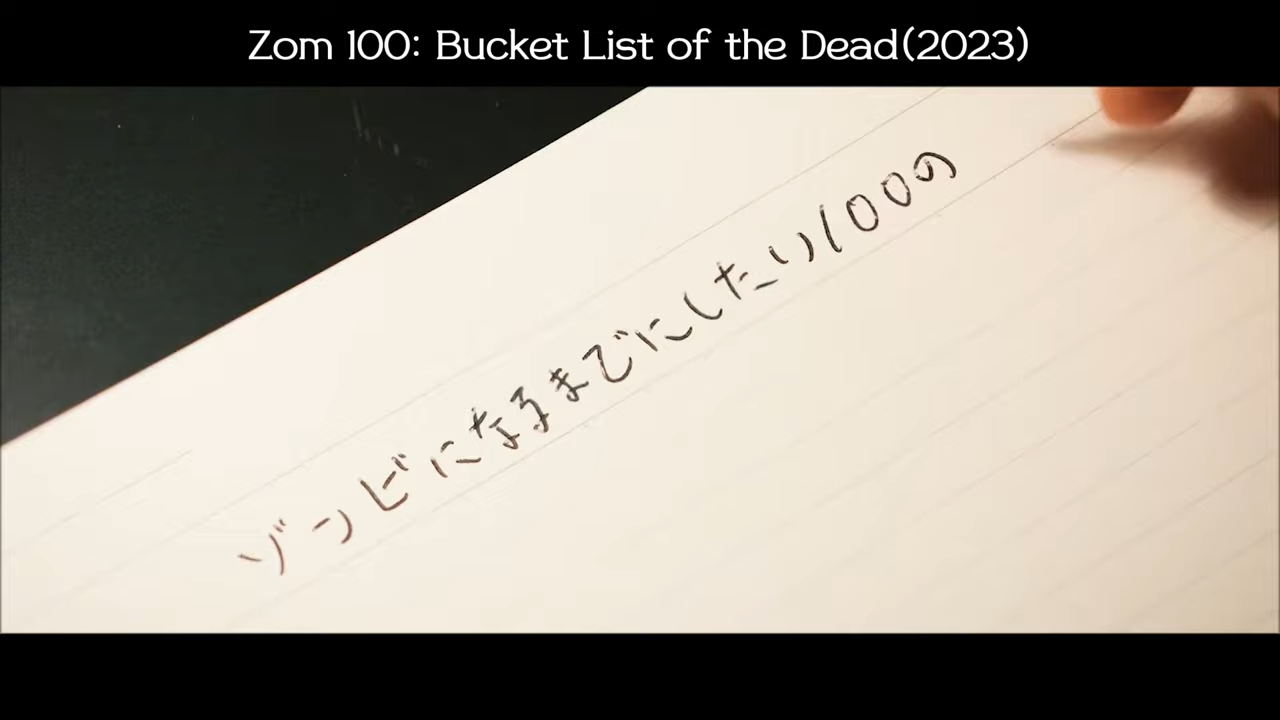 Zom 100: Bucket List of the Dead(2023)
ゾンビになるまでにしたい100の